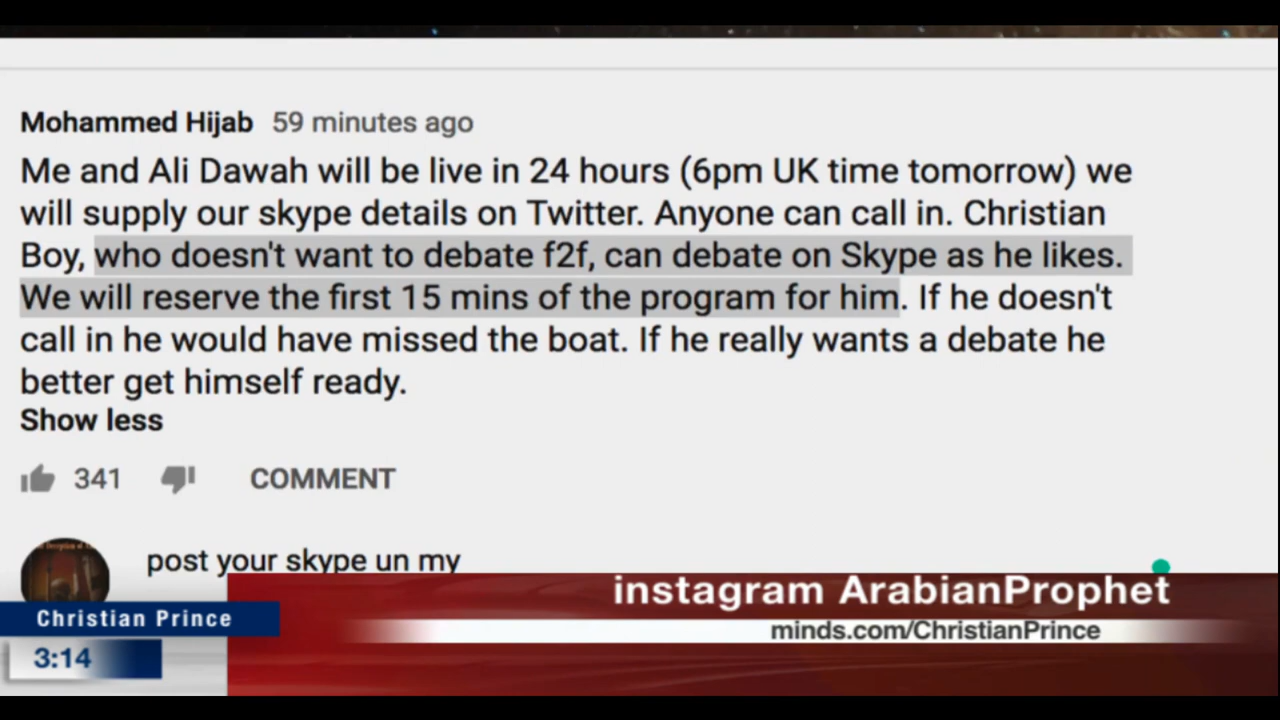 Mohammed Hijab 59 minutes ago
Me and Ali Dawah will be live in 24 hours (6pm UK time tomorrow) we
will supply our skype details on Twitter. Anyone can call in. Christian
Boy, who doesn't want to debate f2f, can debate on Skype as he likes.
We will reserve the first 15 mins of the program for him. If he doesn't
call in he would have missed the boat. If he really wants a debate he
better get himself ready.
Show less
341 COMMENT
post your skype un my
instagram ArabianProphet
Christian Prince
minds.com/ChristianPrince
3:14